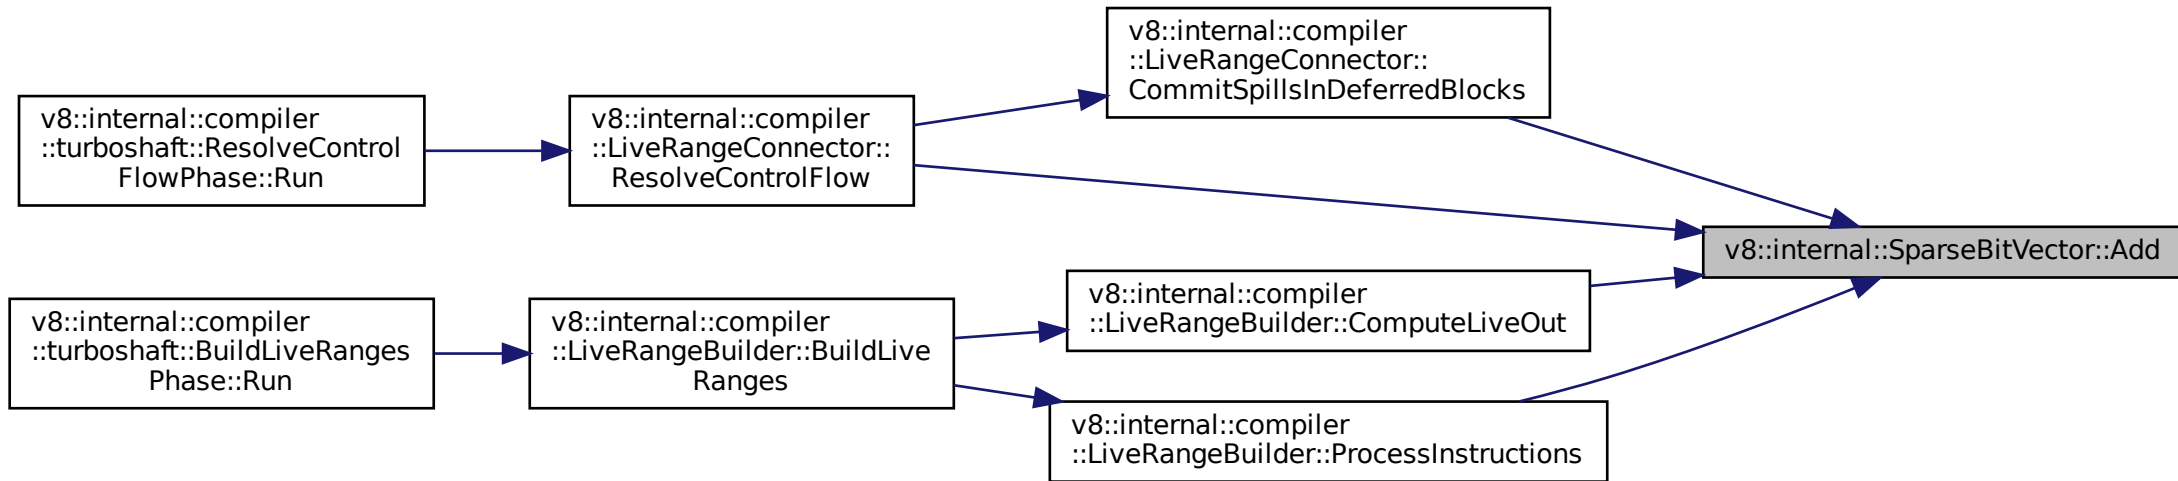 v8::internal::compiler
::turboshaft::ResolveControl
FlowPhase::Run
v8::internal::compiler
::LiveRangeConnector::
ResolveControlFlow
v8::internal::compiler
::LiveRangeConnector::
CommitSpillsInDeferredBlocks
v8::internal::SparseBitVector::Add
v8::internal::compiler
::turboshaft::BuildLiveRanges
Phase::Run
v8::internal::compiler
::LiveRangeBuilder::BuildLive
Ranges
v8::internal::compiler
::LiveRangeBuilder::ComputeLiveOut
v8::internal::compiler
::LiveRangeBuilder::ProcessInstructions